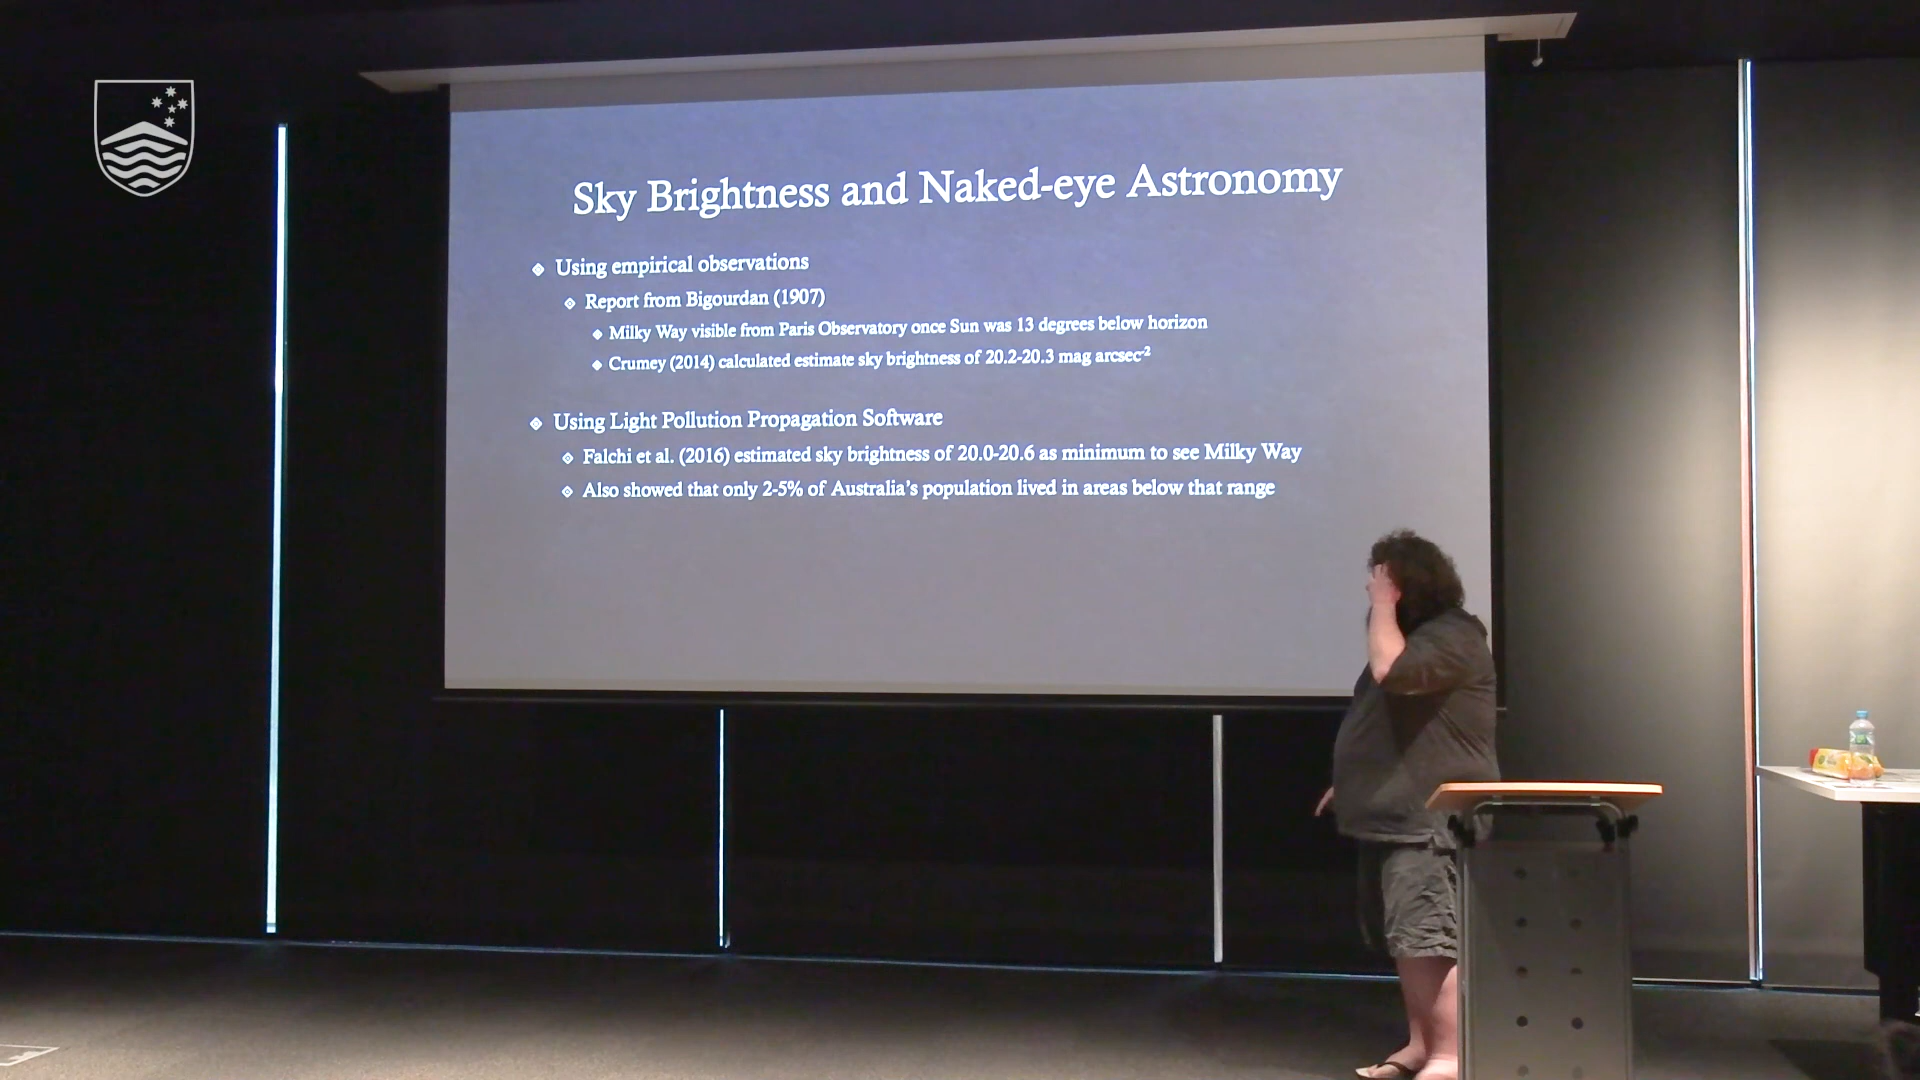 Sky Brightness and Naked-eye Astronomy
Using empirical observations
Report from Bigourdan (1907)
Milky Way visible from Paris Observatory once Sun was 13 degrees below horizon
Crumey (2014) calculated estimate sky brightness of 20.2-20.3 mag arcsec⁻²
Using Light Pollution Propagation Software
Falchi et al. (2016) estimated sky brightness of 20.0-20.6 as minimum to see Milky Way
Also showed that only 2-5% of Australia’s population lived in areas below that range